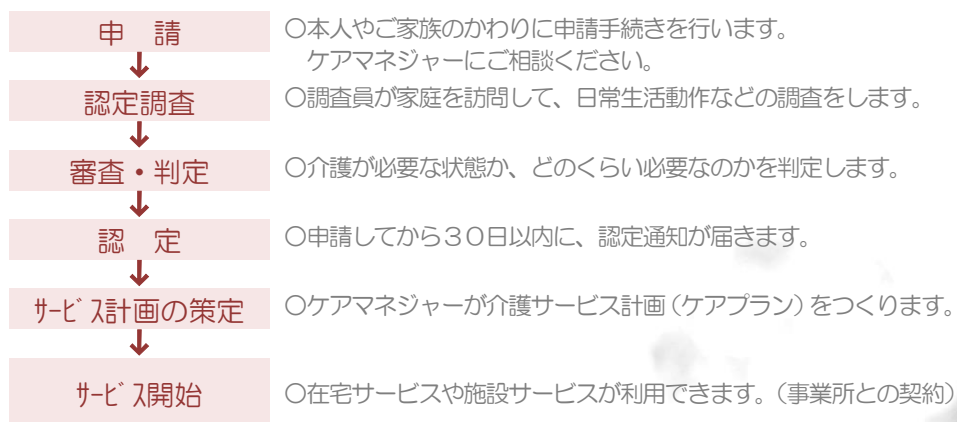 申　請
〇本人やご家族のかわりに申請手続きを行います。
ケアマネジャーにご相談ください。
認定調査
〇調査員が家庭を訪問して、日常生活動作などの調査をします。
審査・判定
〇介護が必要な状態か、どのくらい必要なのかを判定します。
認　定
〇申請してから３０日以内に、認定通知が届きます。
ｻｰﾋﾞｽ計画の策定
〇ケアマネジャーが介護サービス計画（ケアプラン）をつくります。
ｻｰﾋﾞｽ開始
〇在宅サービスや施設サービスが利用できます。（事業所との契約）